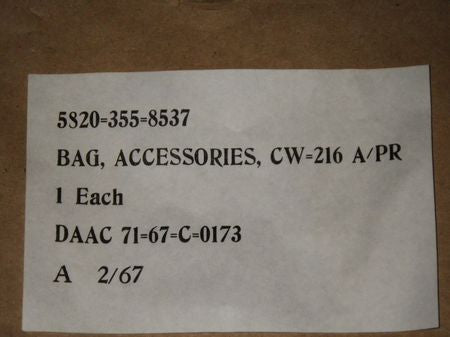 5820=355=8537
BAG, ACCESSORIES, CW=216 A/PR
1 Each
DAAC 71=67=C=0173
A 2/67